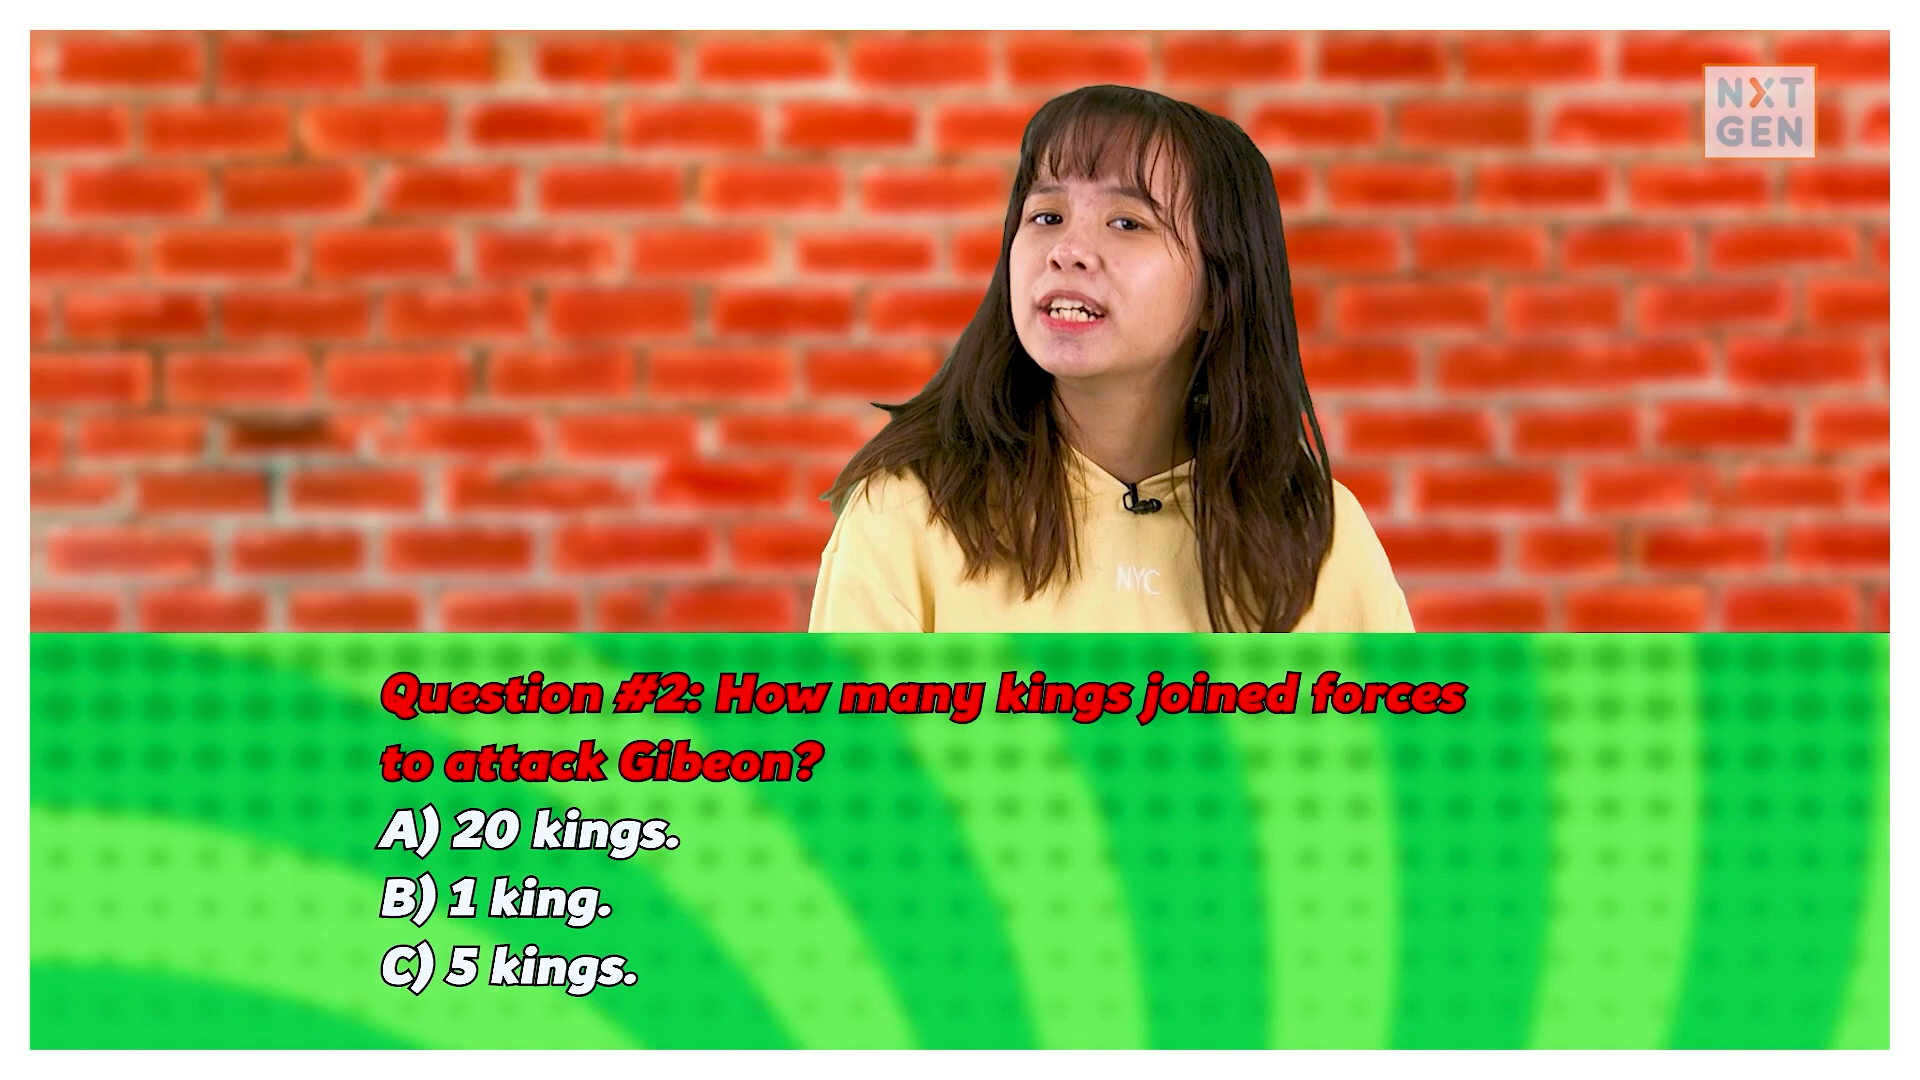 NXT
GEN
NYC
Question #2: How many kings joined forces
to attack Gibeon?
A) 20 kings.
B) 1 king.
C) 5 kings.